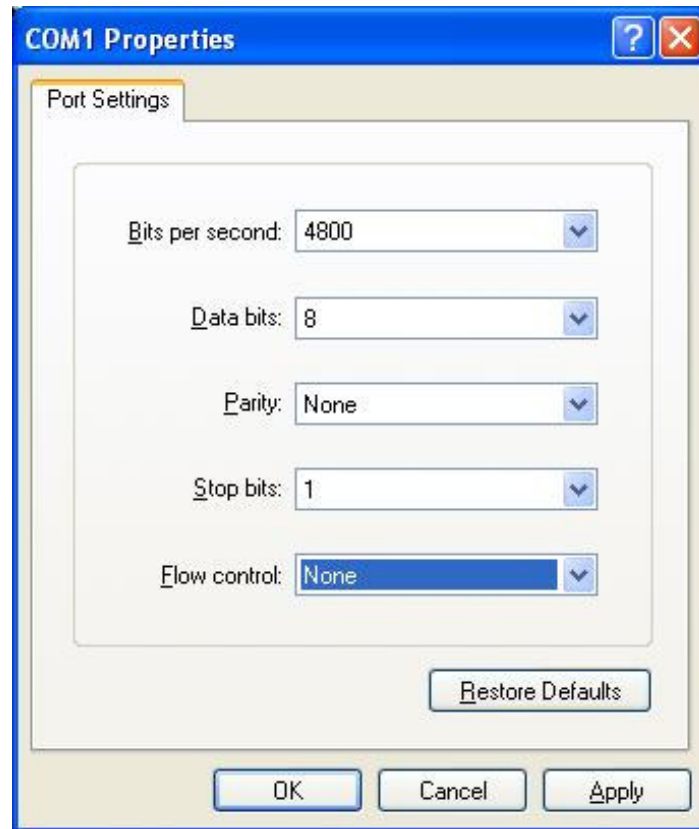 COM1 Properties
?
Port Settings
Bits per second: 4800
Data bits: 8
Parity: None
Stop bits: 1
Flow control: None
Restore Defaults
OK Cancel Apply